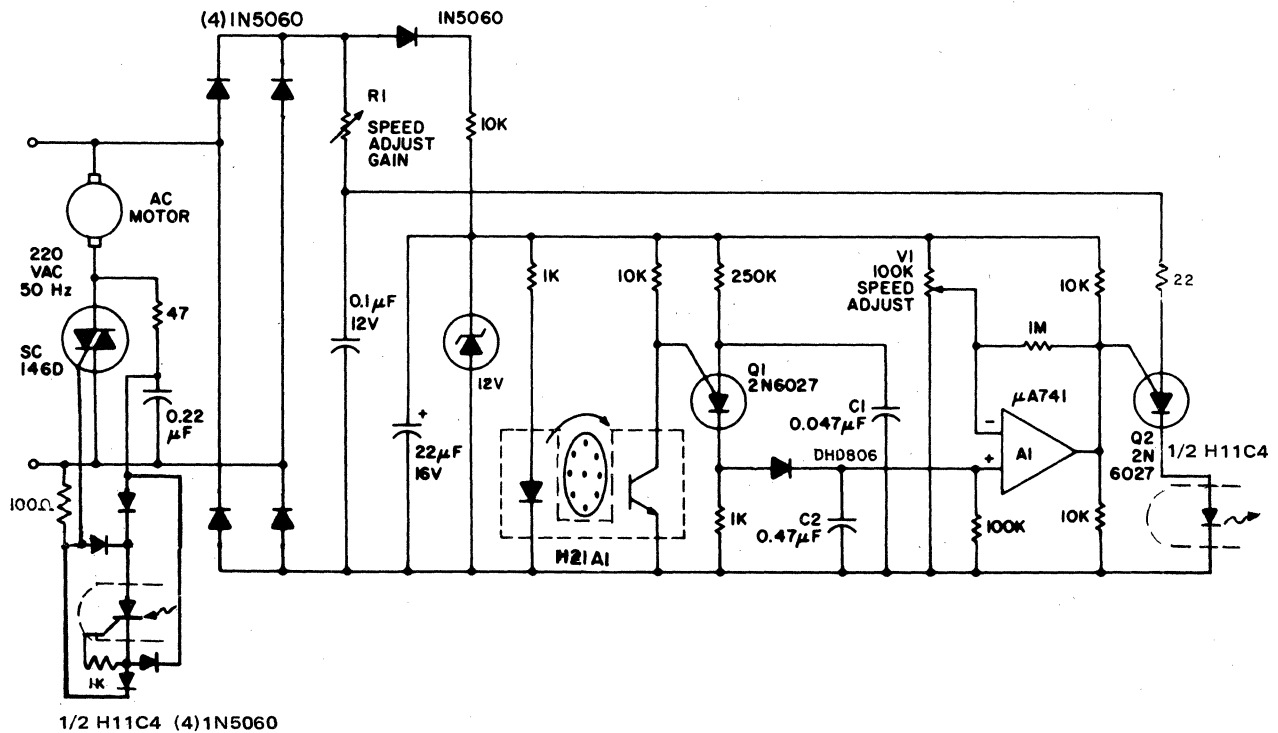 (4) 1N5060
1N5060
R1
SPEED
ADJUST
GAIN
10K
AC
MOTOR
220
VAC
50 Hz
47
SC
146D
0.22
µF
100Ω
1K
1/2 H11C4 (4) 1N5060
0.1µF
12V
12V
+
22µF
16V
1K
H21A1
10K
250K
Q1
2N6027
C1
0.047µF
DH0806
1K
C2
0.47µF
V1
100K
SPEED
ADJUST
1M
µA741
-
+
A1
100K
10K
10K
22
Q2
2N
6027
1/2 H11C4